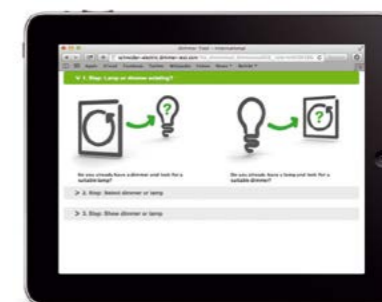 Dimmer Tool - International
schneider-electric.dimmer-tool.com
1. Step: Lamp or dimmer existing?
?
?
Do you already have a dimmer and look for a
suitable lamp?
Do you already have a lamp and look for a
suitable dimmer?
2. Step: Select dimmer or lamp
3. Step: Show dimmer or lamp